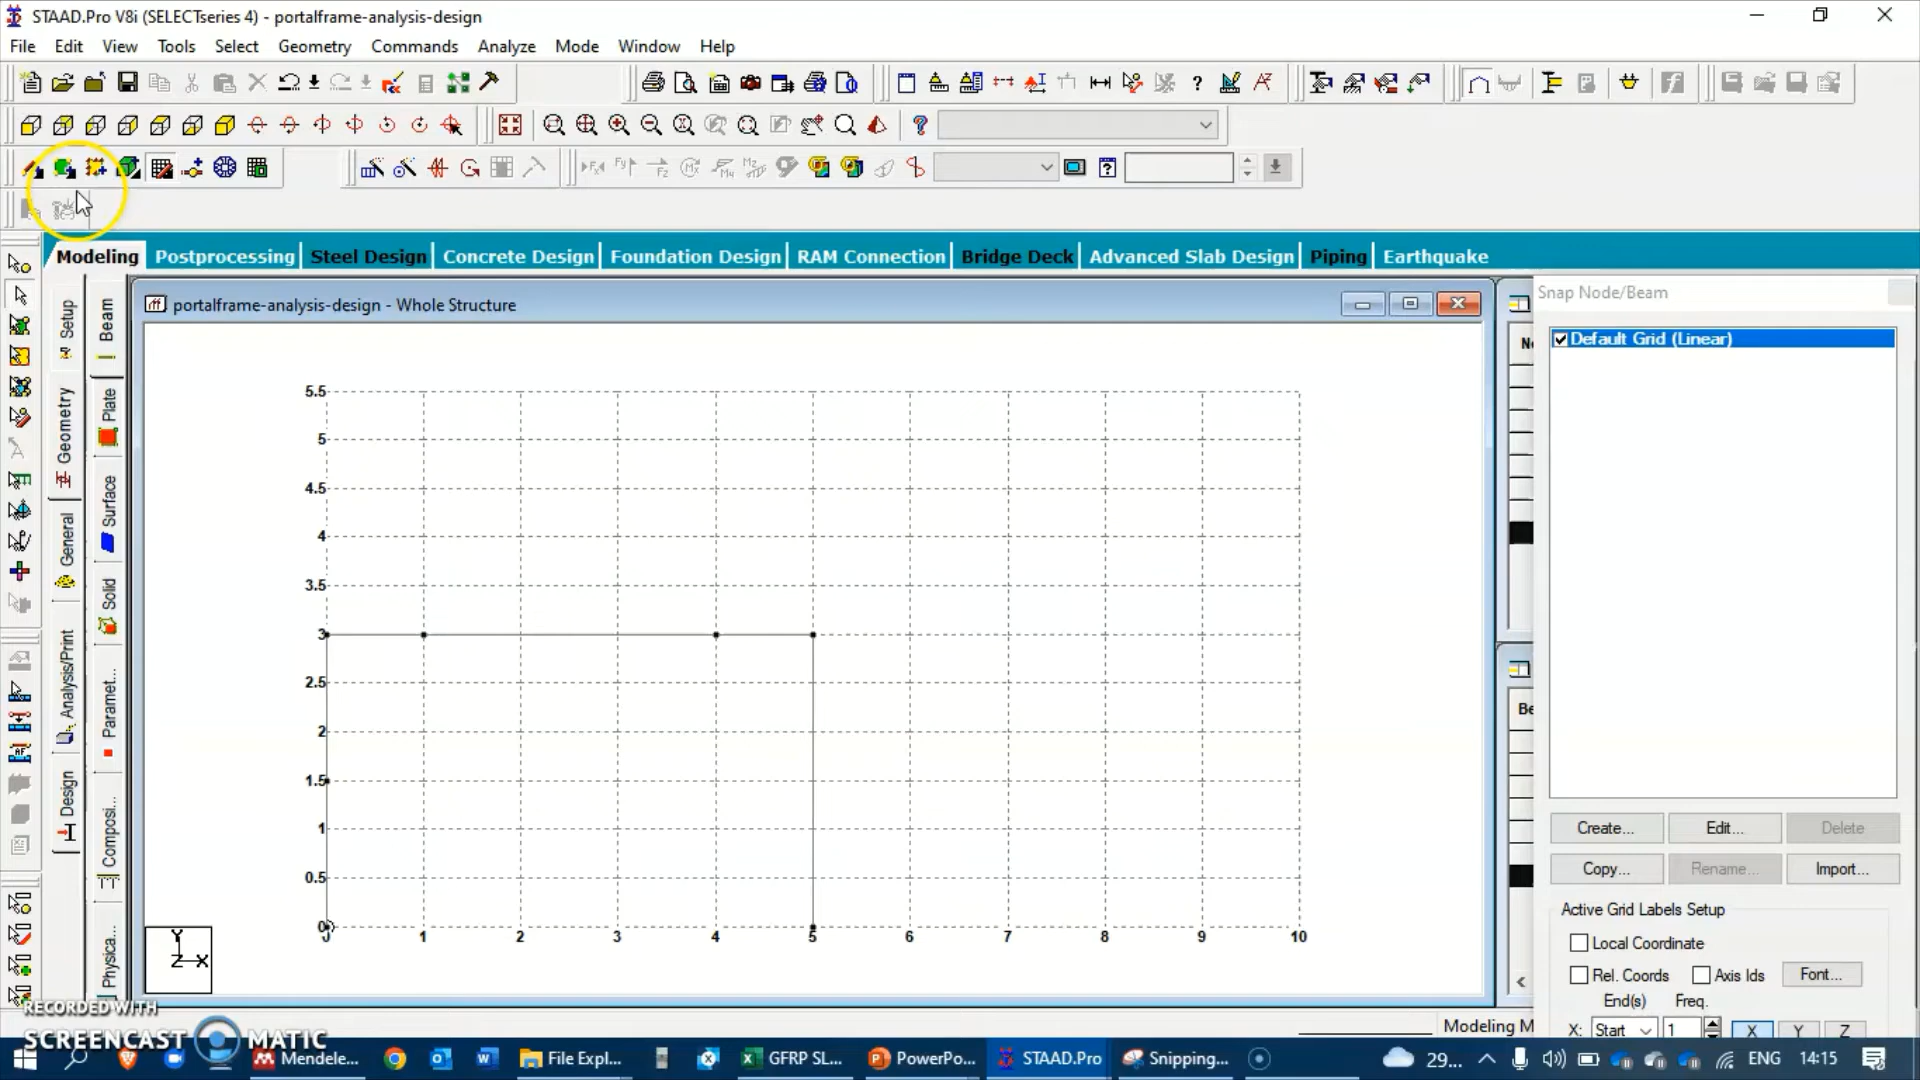 STAAD.Pro V8i (SELECTseries 4) - portalframe-analysis-design
File Edit View Tools Select Geometry Commands Analyze Mode Window Help
Modeling Postprocessing Steel Design Concrete Design Foundation Design RAM Connection Bridge Deck Advanced Slab Design Piping Earthquake
Setup
Geometry
General
Analysis/Print
Design
Beam
Plate
Surface
Solid
Paramet...
Composi...
Physica...
portalframe-analysis-design - Whole Structure
5.5
5
4.5
4
3.5
3
2.5
2
1.5
1
0.5
0
1 2 3 4 5 6 7 8 9 10
Y
Z X
Be
Snap Node/Beam
Default Grid (Linear)
Create... Edit... Delete
Copy... Rename... Import...
Active Grid Labels Setup
Local Coordinate
Rel. Coords Axis Ids Font...
End(s) Freq.
X: Start 1 X Y Z
Modeling M
RECORDED WITH
SCREENCAST MATIC
Mendele... File Expl... GFRP SL... PowerPo... STAAD.Pro Snipping... 29... ENG 14:15